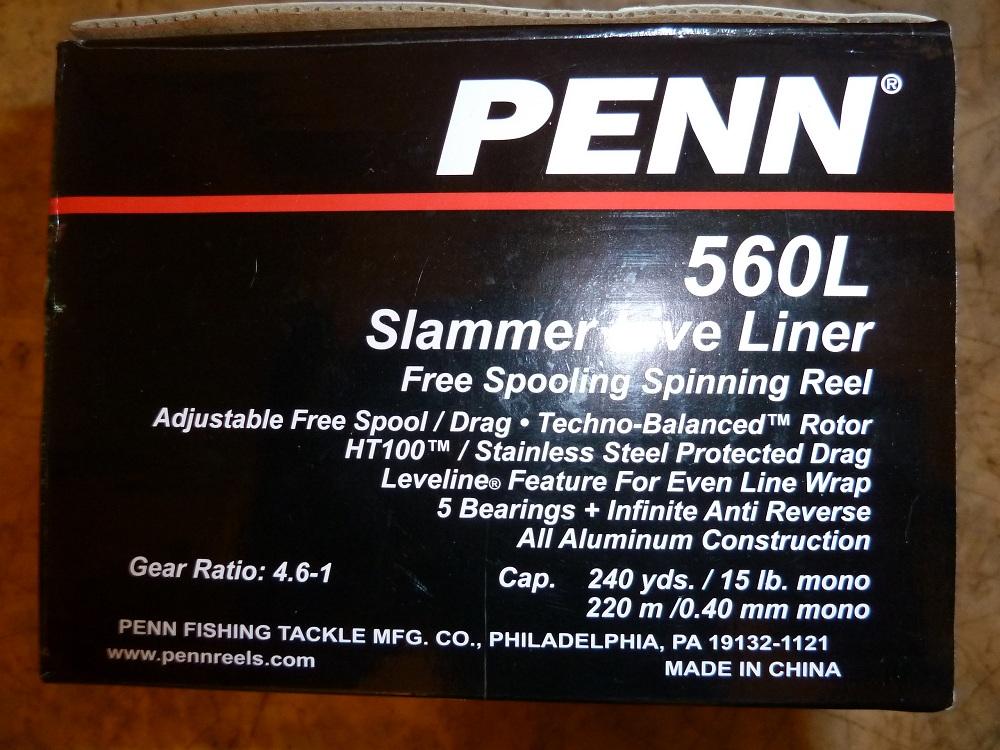 PENN®
560L
Slammer ve Liner
Free Spooling Spinning Reel
Adjustable Free Spool / Drag • Techno-Balanced™ Rotor
HT100™ / Stainless Steel Protected Drag
Leveline® Feature For Even Line Wrap
5 Bearings + Infinite Anti Reverse
All Aluminum Construction
Gear Ratio: 4.6-1
Cap. 240 yds. / 15 lb. mono
220 m /0.40 mm mono
PENN FISHING TACKLE MFG. CO., PHILADELPHIA, PA 19132-1121
www.pennreels.com
MADE IN CHINA